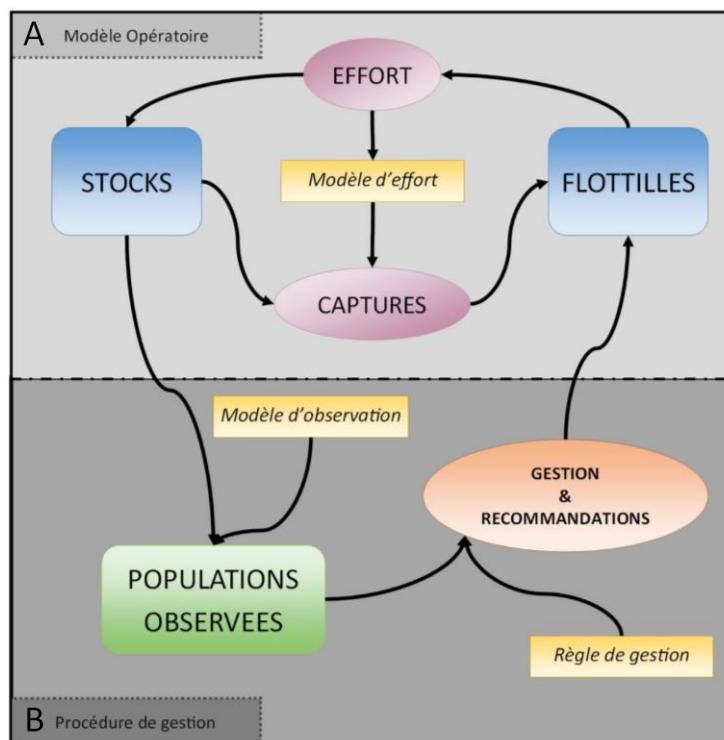 A Modèle Opératoire
EFFORT
STOCKS
Modèle d'effort
FLOTTILLES
CAPTURES
Modèle d'observation
GESTION
&
RECOMMANDATIONS
POPULATIONS
OBSERVEES
Règle de gestion
B Procédure de gestion